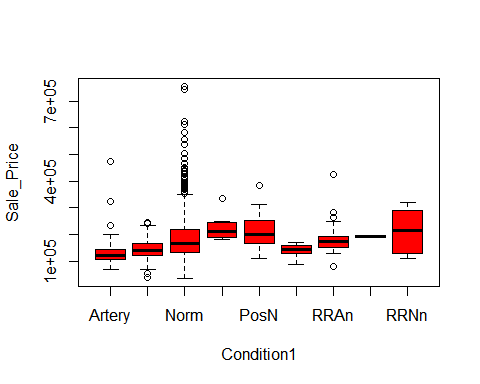 Sale_Price
7e+05
4e+05
1e+05
Artery Norm PosN RRAn RRNn
Condition1